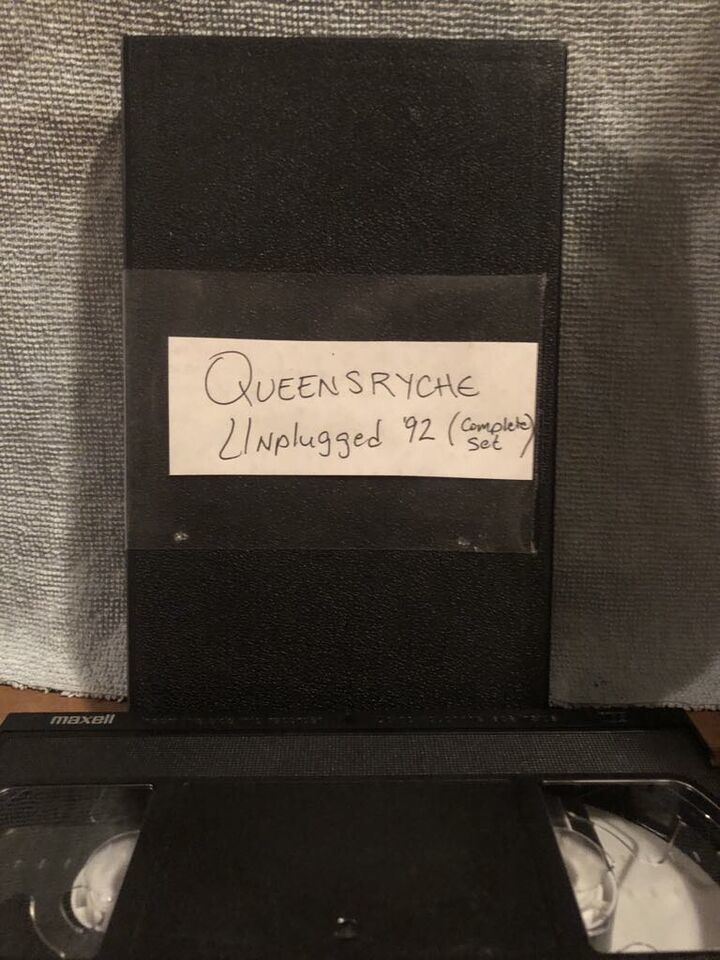 QUEENSRYCHE
Unplugged '92 (Complete Set)
maxell